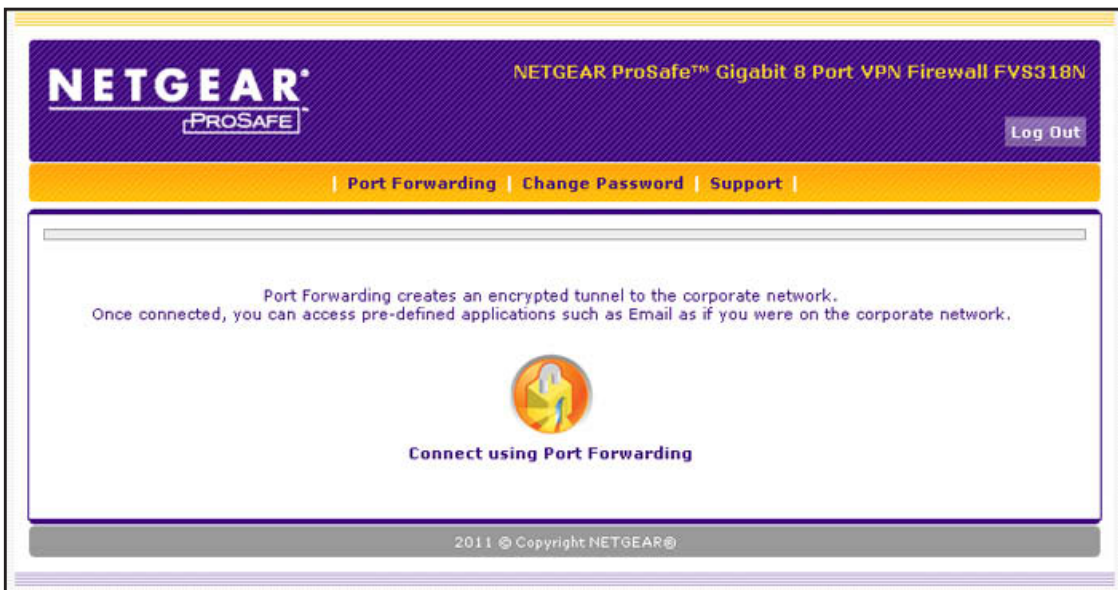 NETGEAR®
PROSAFE™
NETGEAR ProSafe™ Gigabit 8 Port VPN Firewall FVS318N
Log Out
| Port Forwarding | Change Password | Support |
Port Forwarding creates an encrypted tunnel to the corporate network.
Once connected, you can access pre-defined applications such as Email as if you were on the corporate network.
Connect using Port Forwarding
2011 © Copyright NETGEAR®